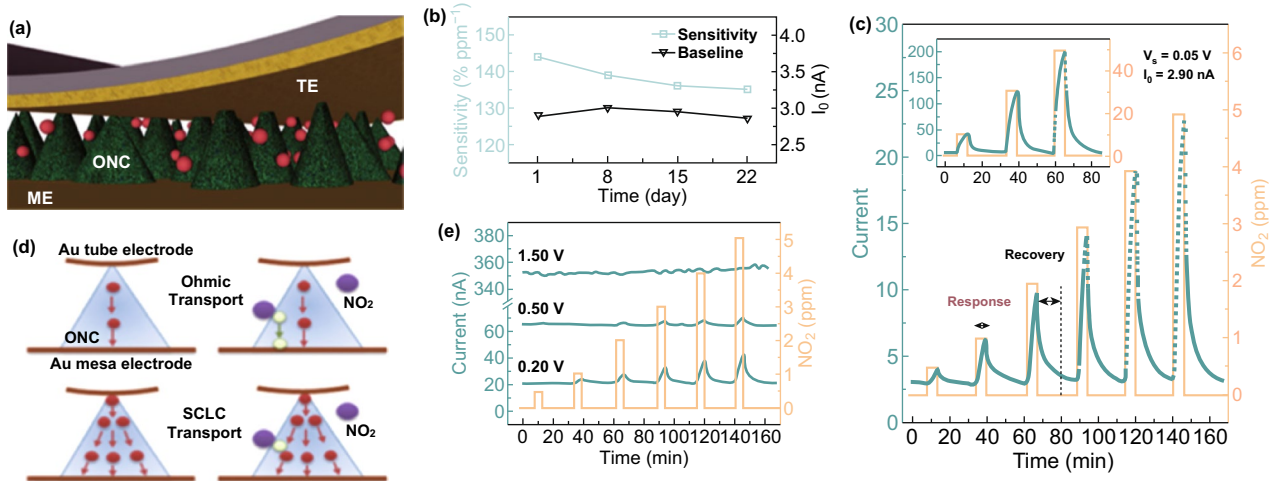 (a)
TE
ONC
ME
(b)
Sensitivity (% ppm⁻¹)
150
140
130
120
Sensitivity
Baseline
4.0
3.5
3.0
2.5
I₀ (nA)
1
8
15
22
Time (day)
(c)
Current
30
25
20
15
10
5
0
200
150
100
50
0
40
20
0
0
20
40
60
80
Vₛ = 0.05 V
I₀ = 2.90 nA
Recovery
Response
6
5
4
3
2
1
0
NO₂ (ppm)
0
20
40
60
80
100
120
140
160
Time (min)
(d)
Au tube electrode
Ohmic
Transport
NO₂
ONC
Au mesa electrode
SCLC
Transport
NO₂
(e)
Current (nA)
380
360
340
60
40
20
0
1.50 V
0.50 V
0.20 V
5
4
3
2
1
0
NO₂ (ppm)
0
20
40
60
80
100
120
140
160
Time (min)